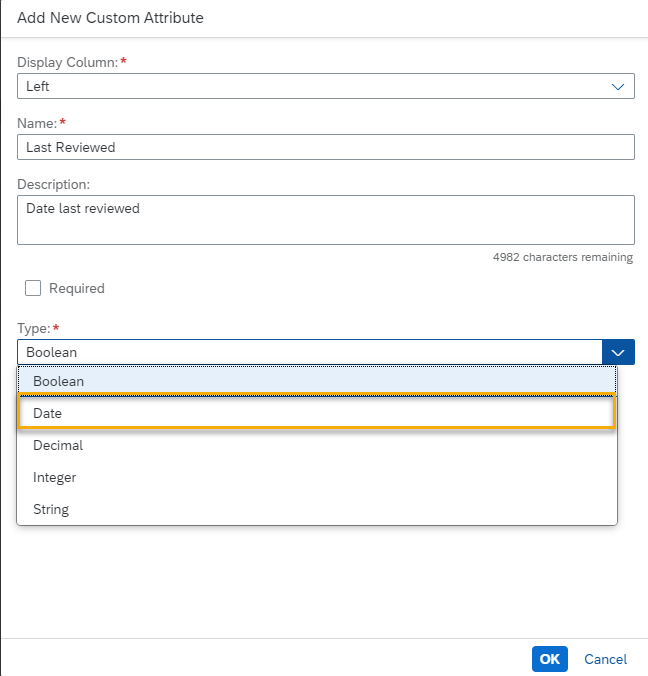 Add New Custom Attribute
Display Column:*
Left
Name:*
Last Reviewed
Description:
Date last reviewed
4982 characters remaining
Required
Type:*
Boolean
Boolean
Date
Decimal
Integer
String
OK Cancel